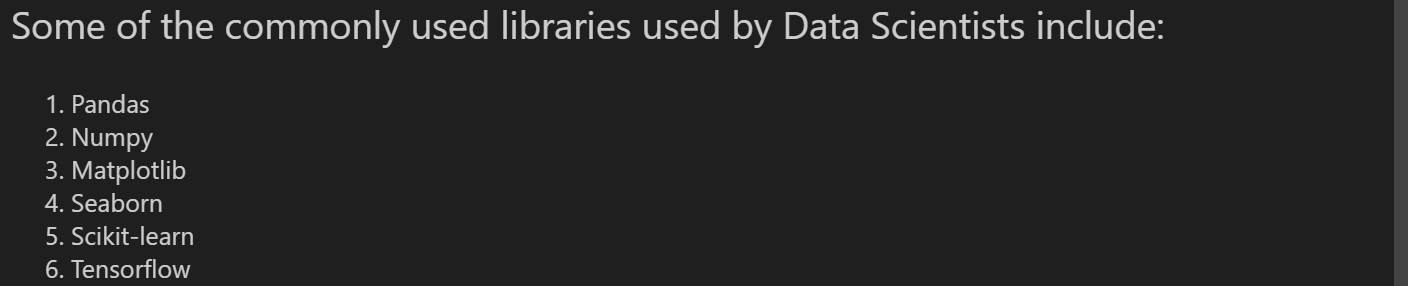 Some of the commonly used libraries used by Data Scientists include:
1. Pandas
2. Numpy
3. Matplotlib
4. Seaborn
5. Scikit-learn
6. Tensorflow